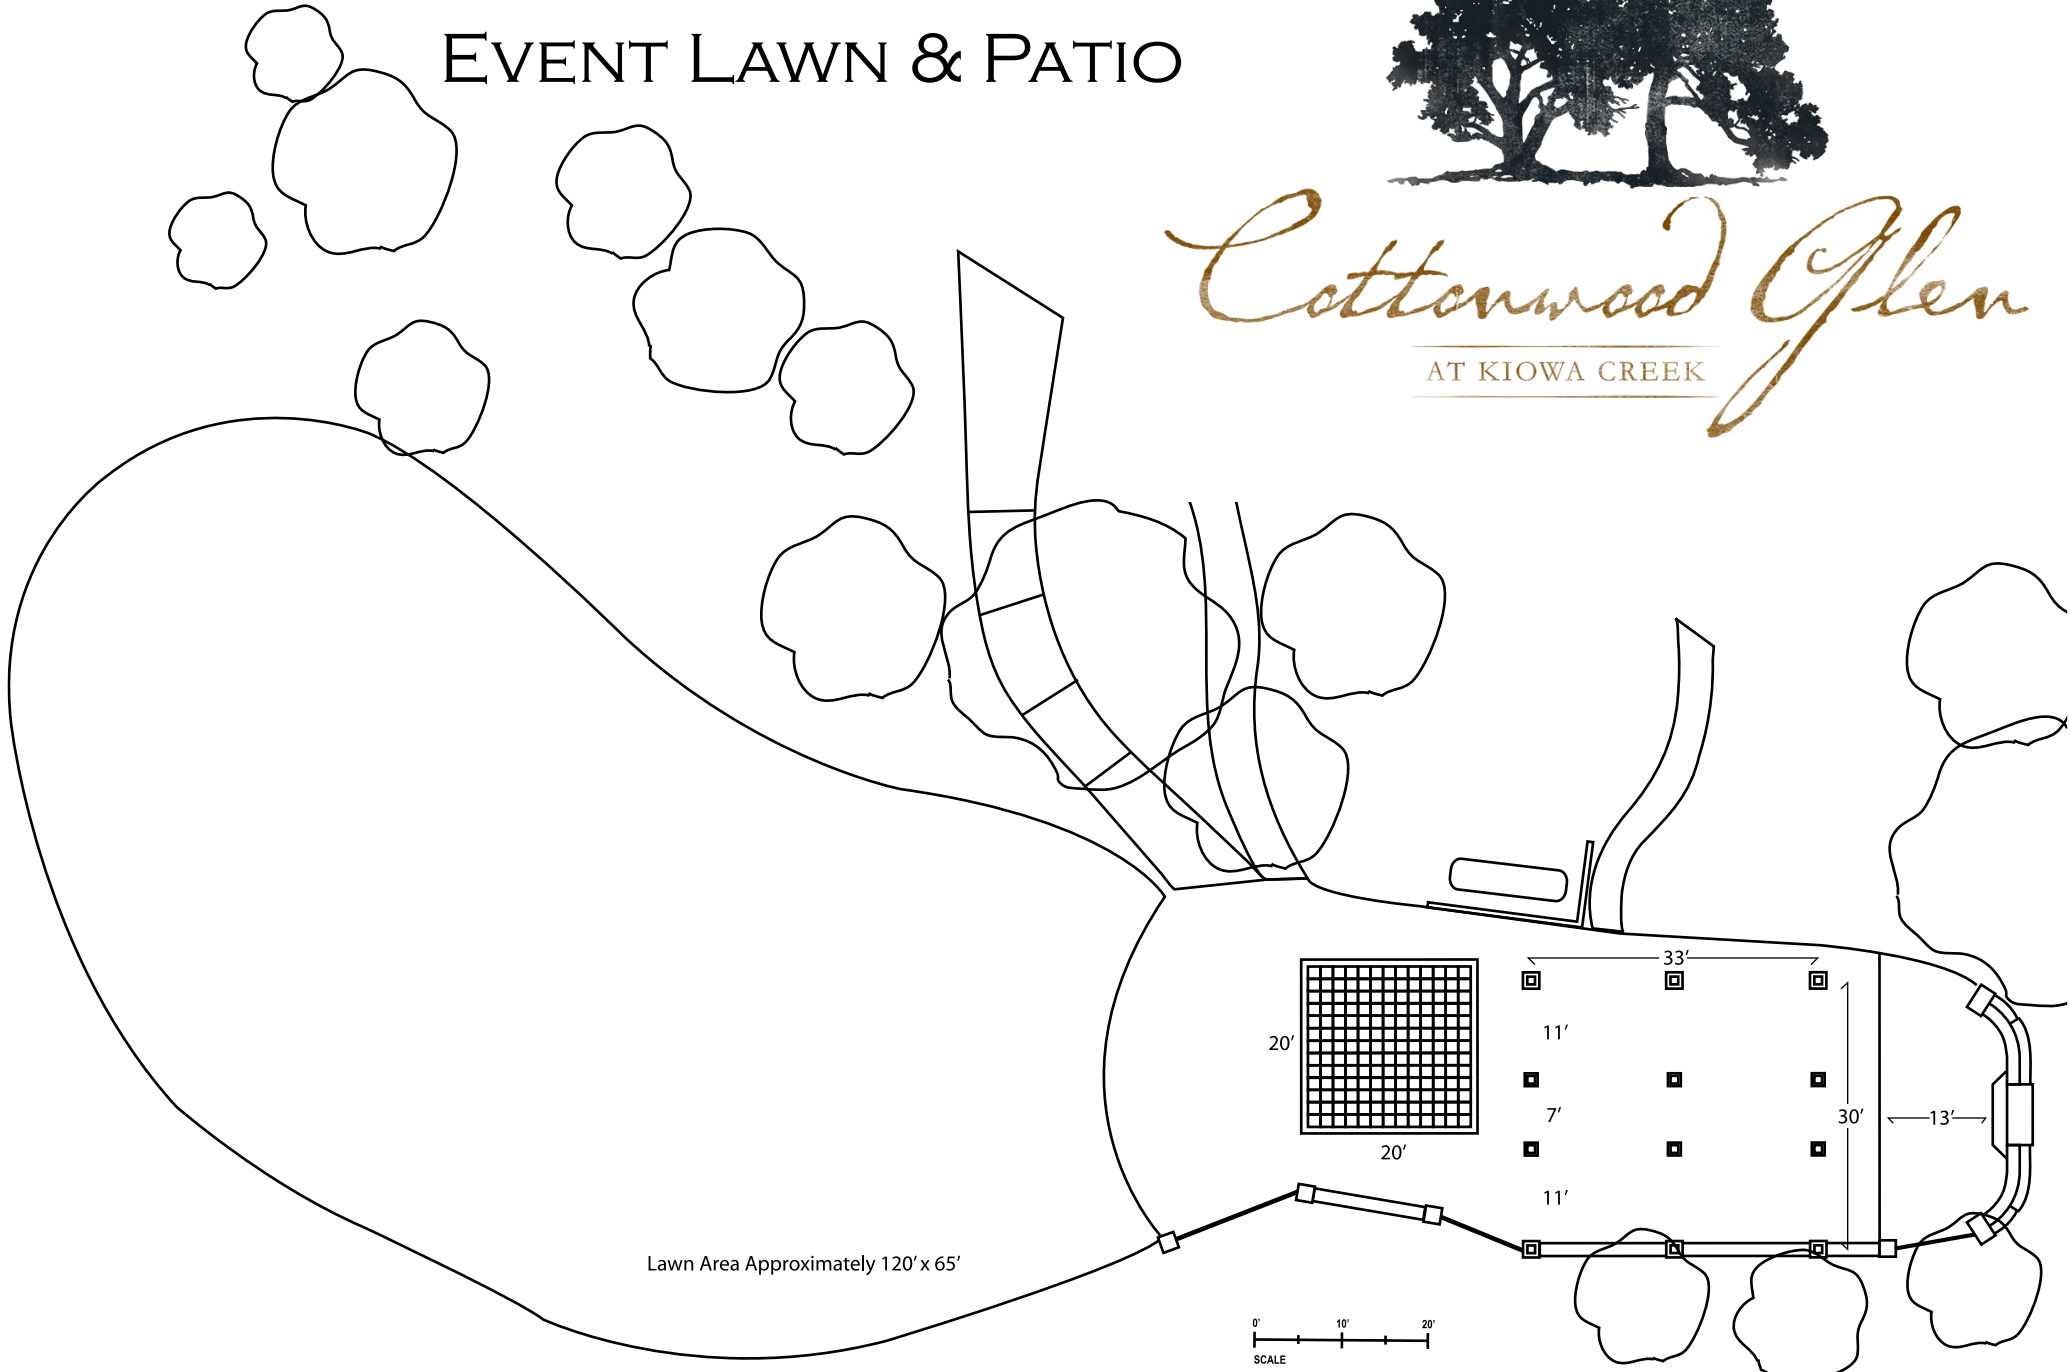 EVENT LAWN & PATIO
Cottonwood Glen
AT KIOWA CREEK
33'
11'
20'
7'
30'
13'
20'
11'
Lawn Area Approximately 120' x 65'
0' 10' 20'
SCALE